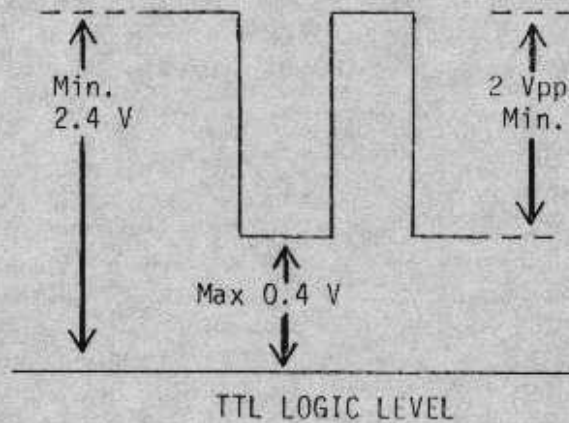 Min.
2.4 V
2 Vpp
Min.
Max 0.4 V
TTL LOGIC LEVEL